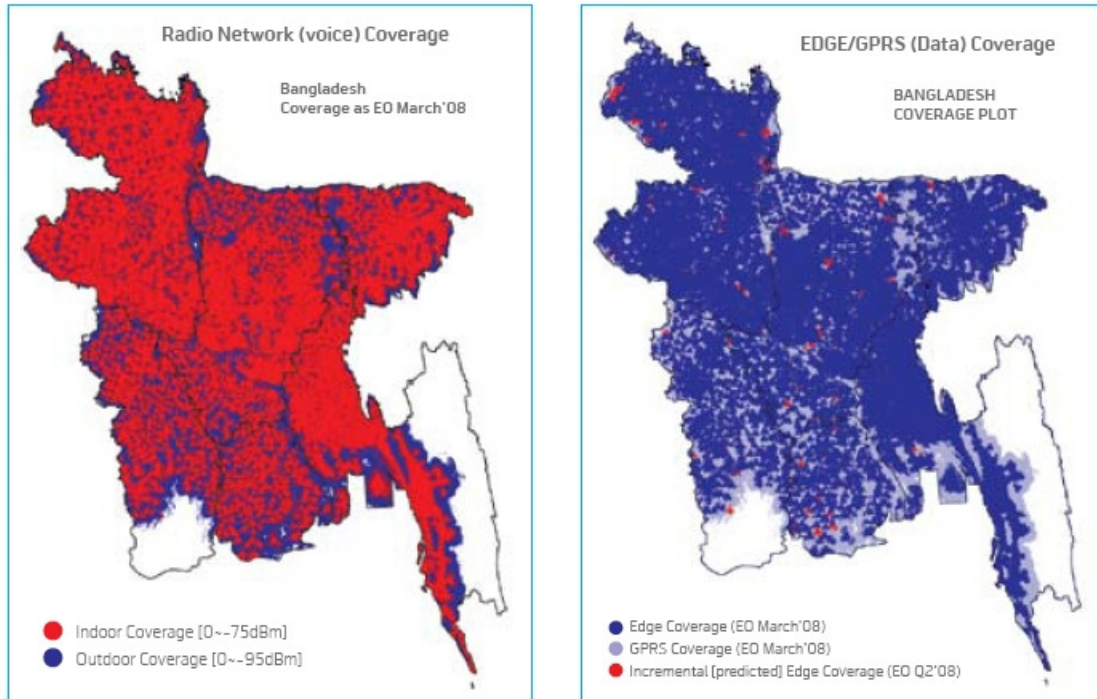 Radio Network (voice) Coverage
Bangladesh
Coverage as EO March'08
Indoor Coverage [0~-75dBm]
Outdoor Coverage [0~-95dBm]
EDGE/GPRS (Data) Coverage
BANGLADESH
COVERAGE PLOT
Edge Coverage (EO March'08)
GPRS Coverage (EO March'08)
Incremental [predicted] Edge Coverage (EO Q2'08)